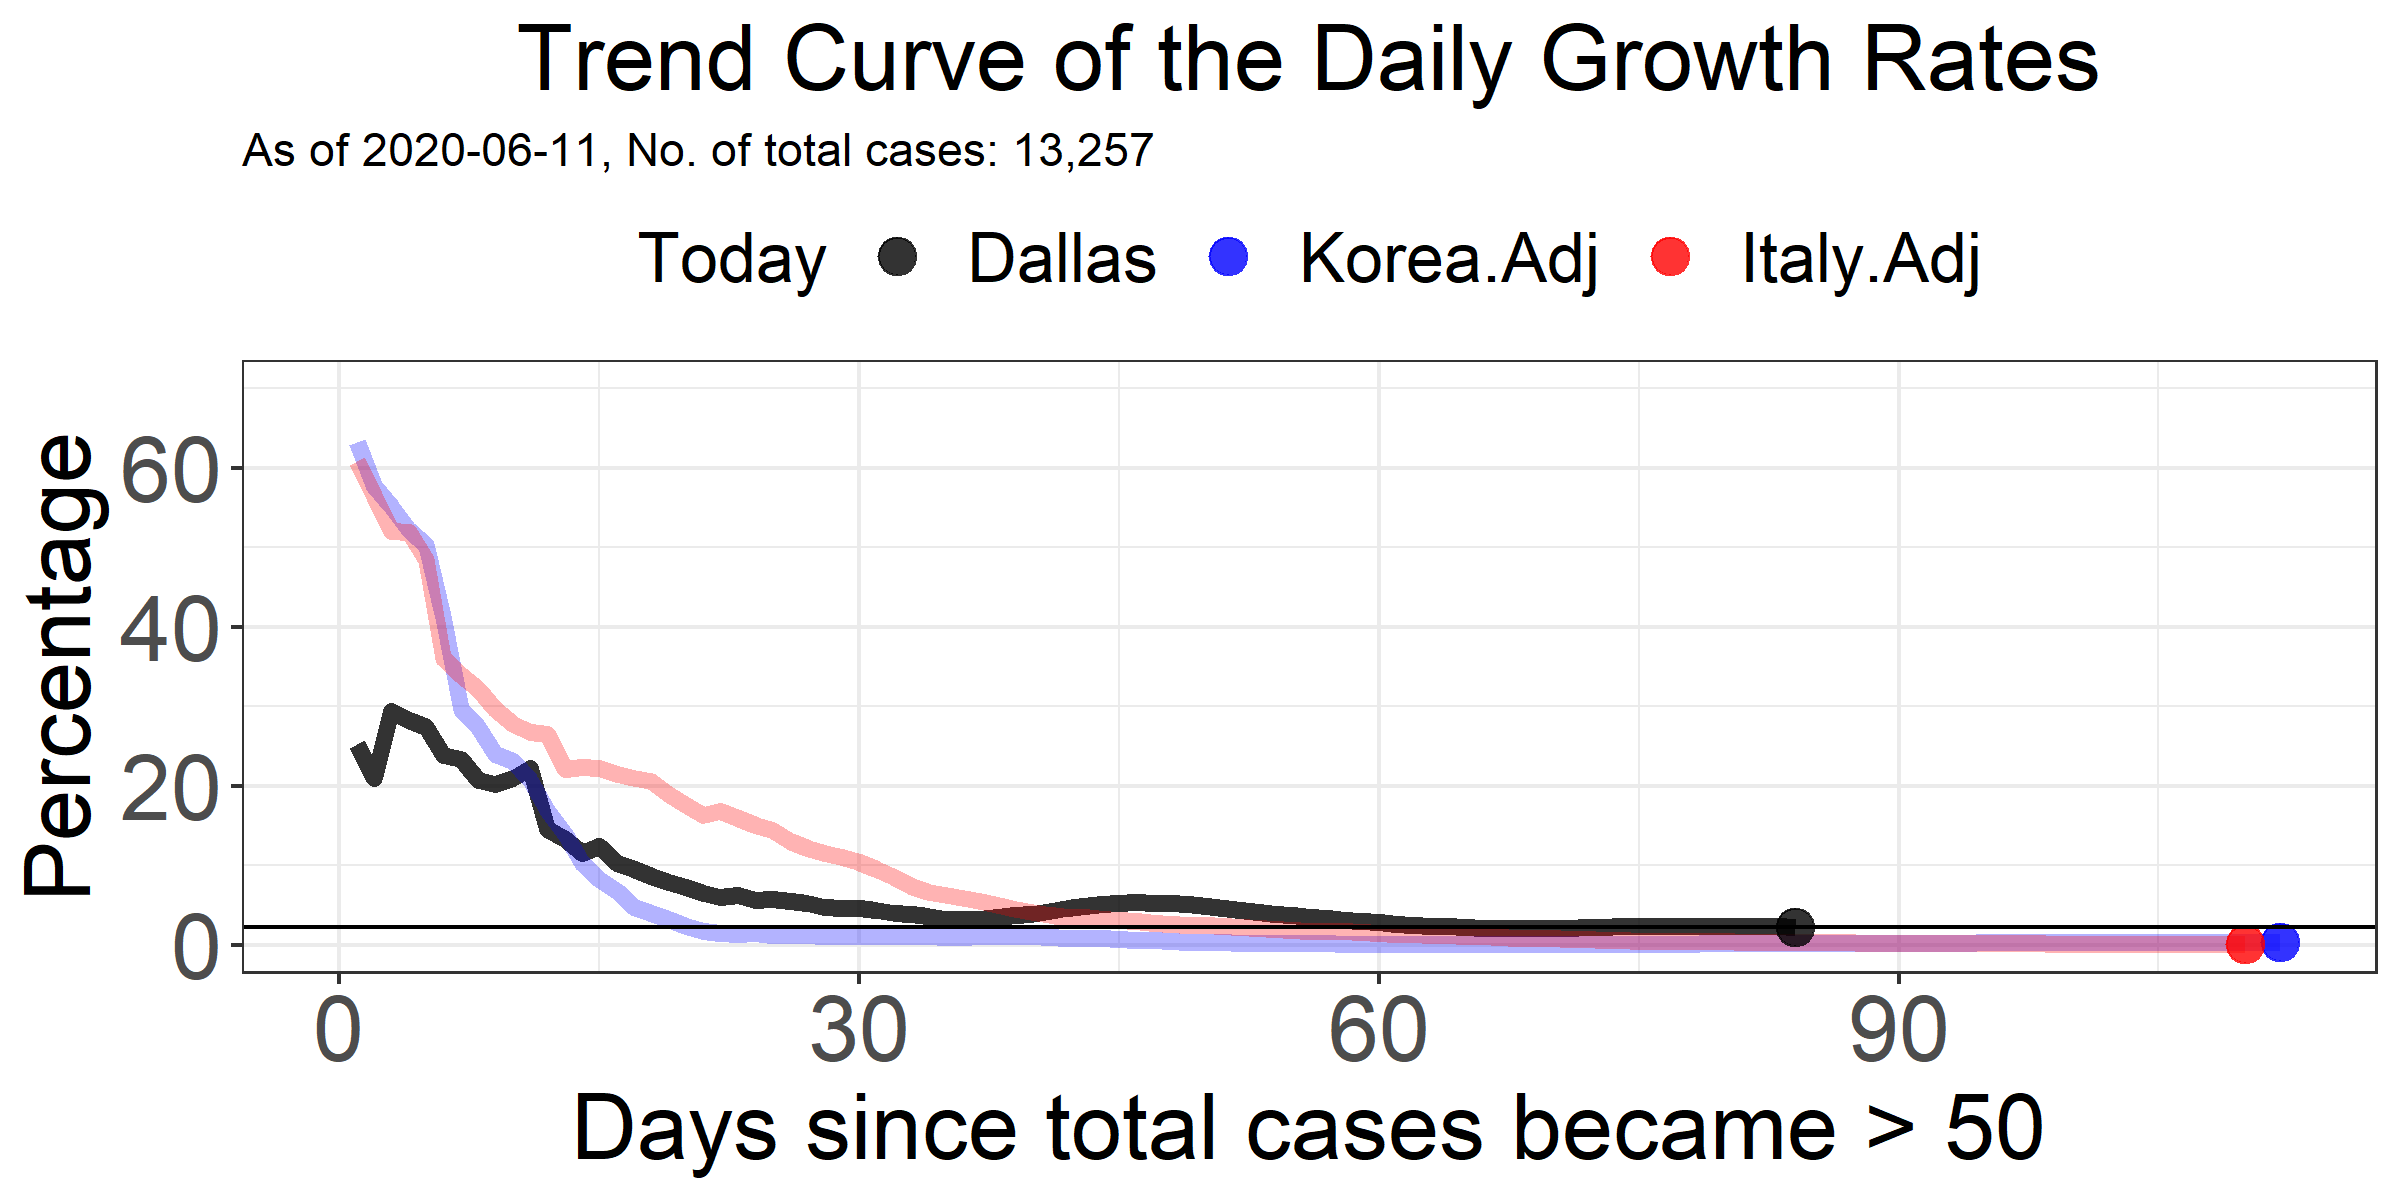 Trend Curve of the Daily Growth Rates
As of 2020-06-11, No. of total cases: 13,257
Today Dallas Korea.Adj Italy.Adj
Percentage
60
40
20
0
0 30 60 90
Days since total cases became > 50